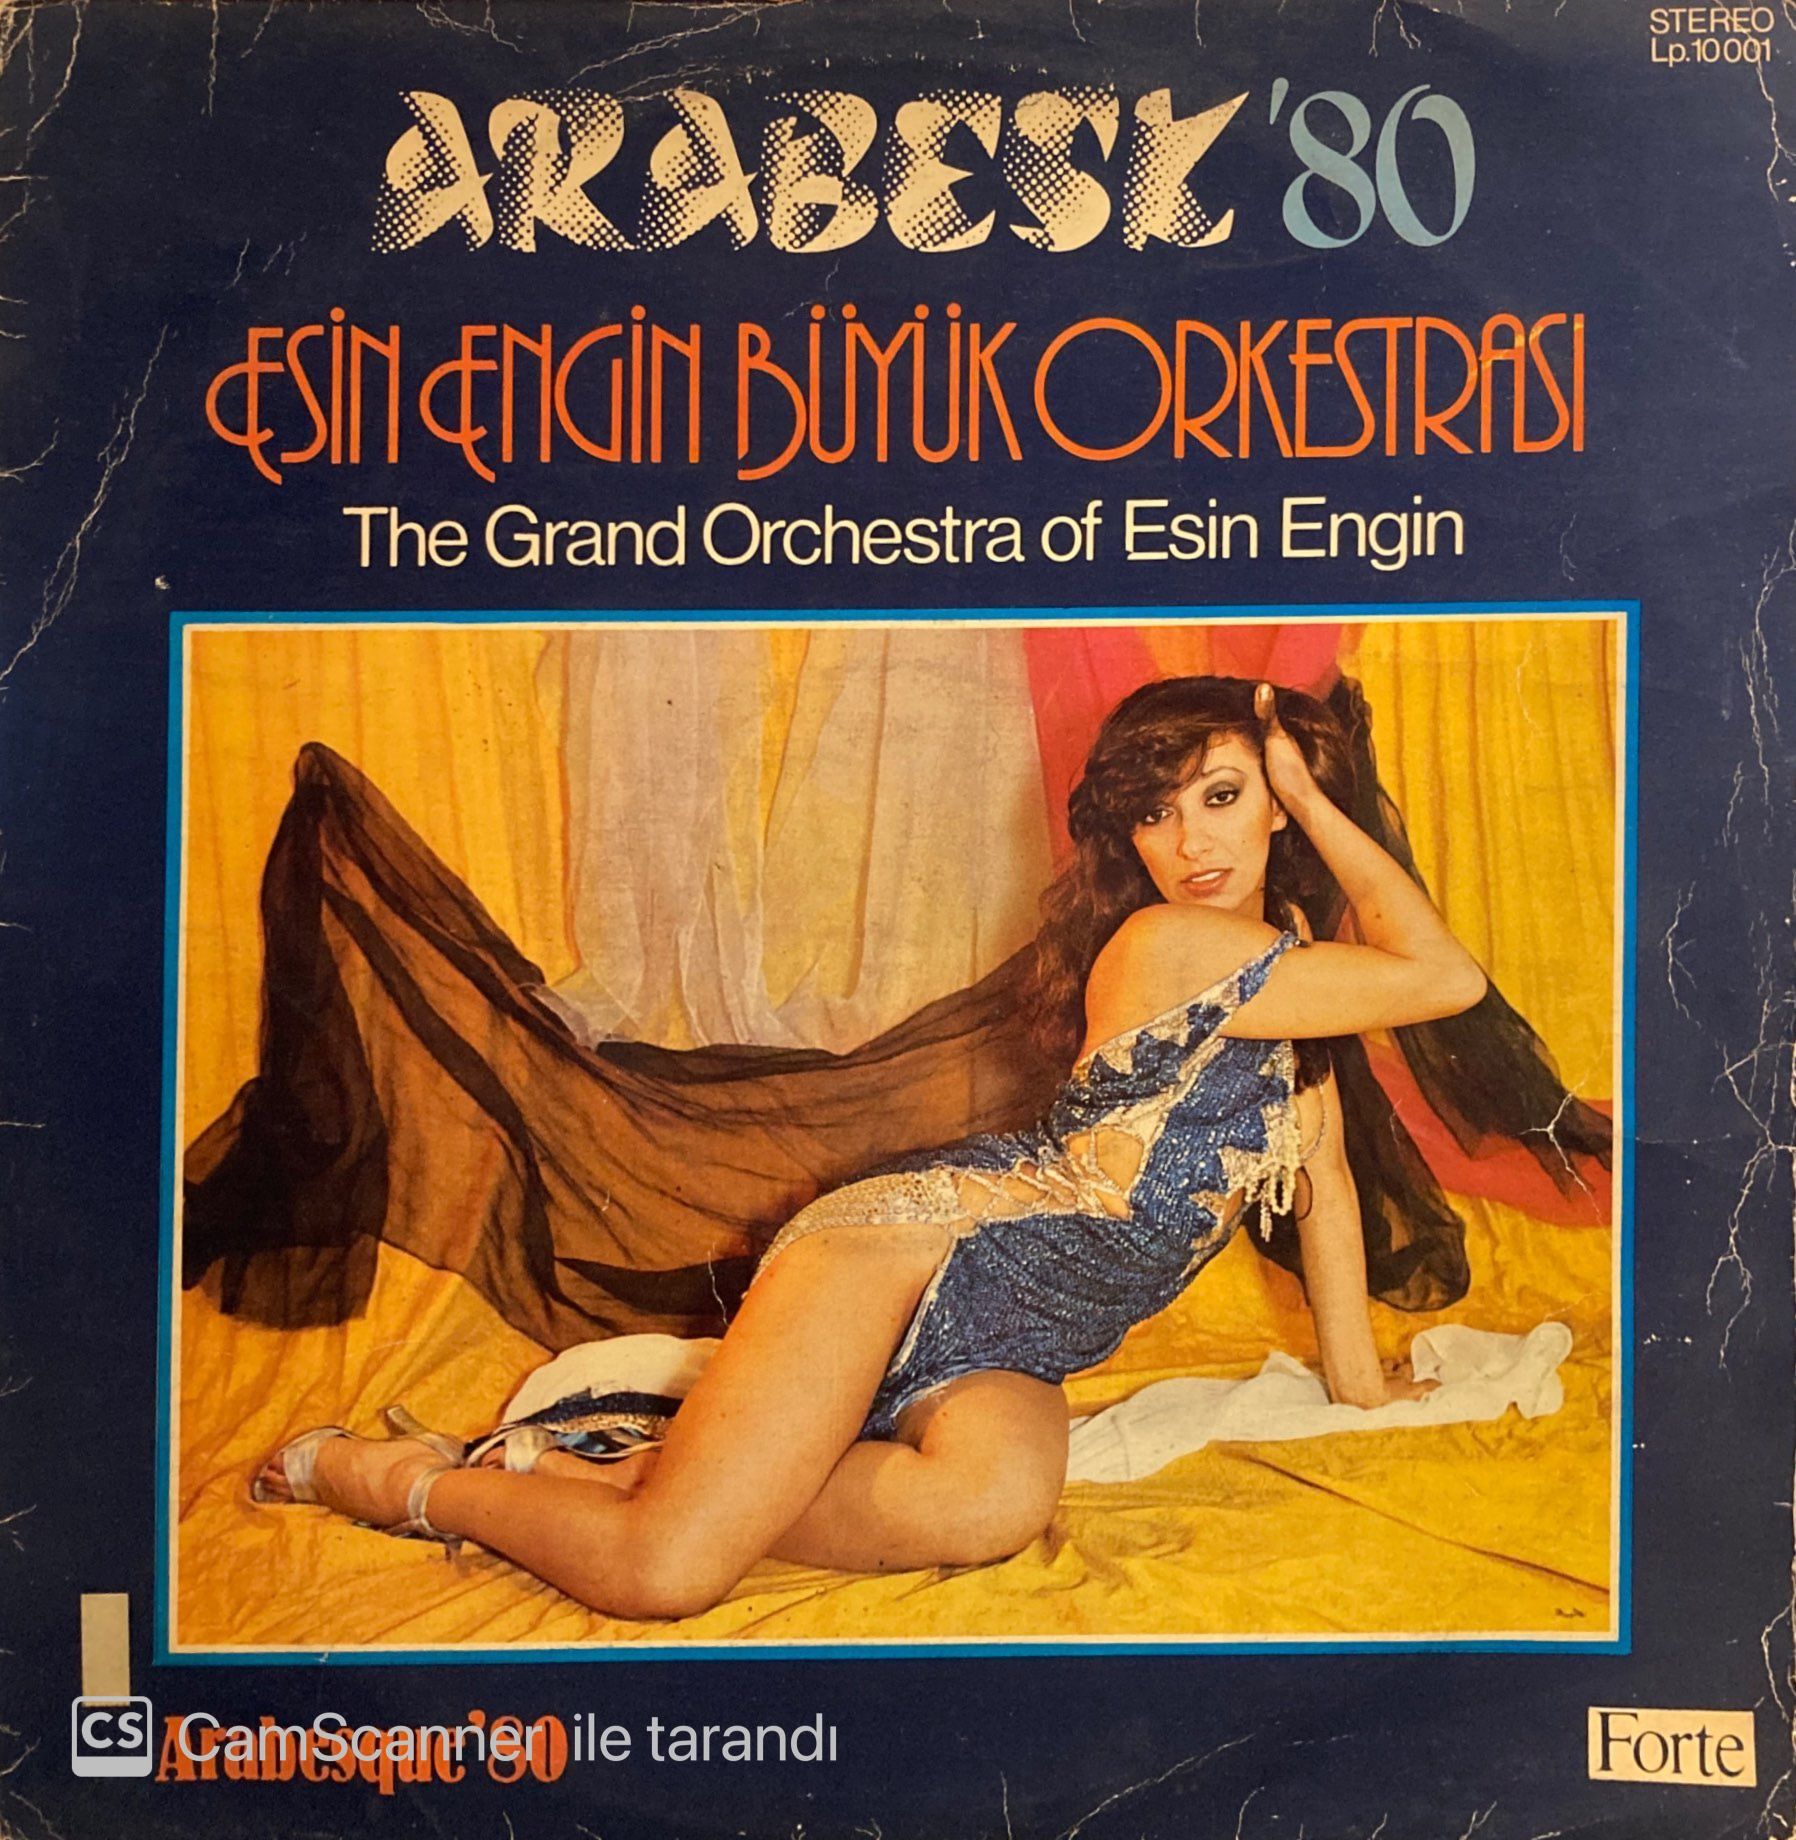 STEREO
Lp.10001
ARABESK '80
ESİN ENGİN BÜYÜK ORKESTRASI
The Grand Orchestra of Esin Engin
Arabesque'80
CS CamScanner ile tarandı
Forte